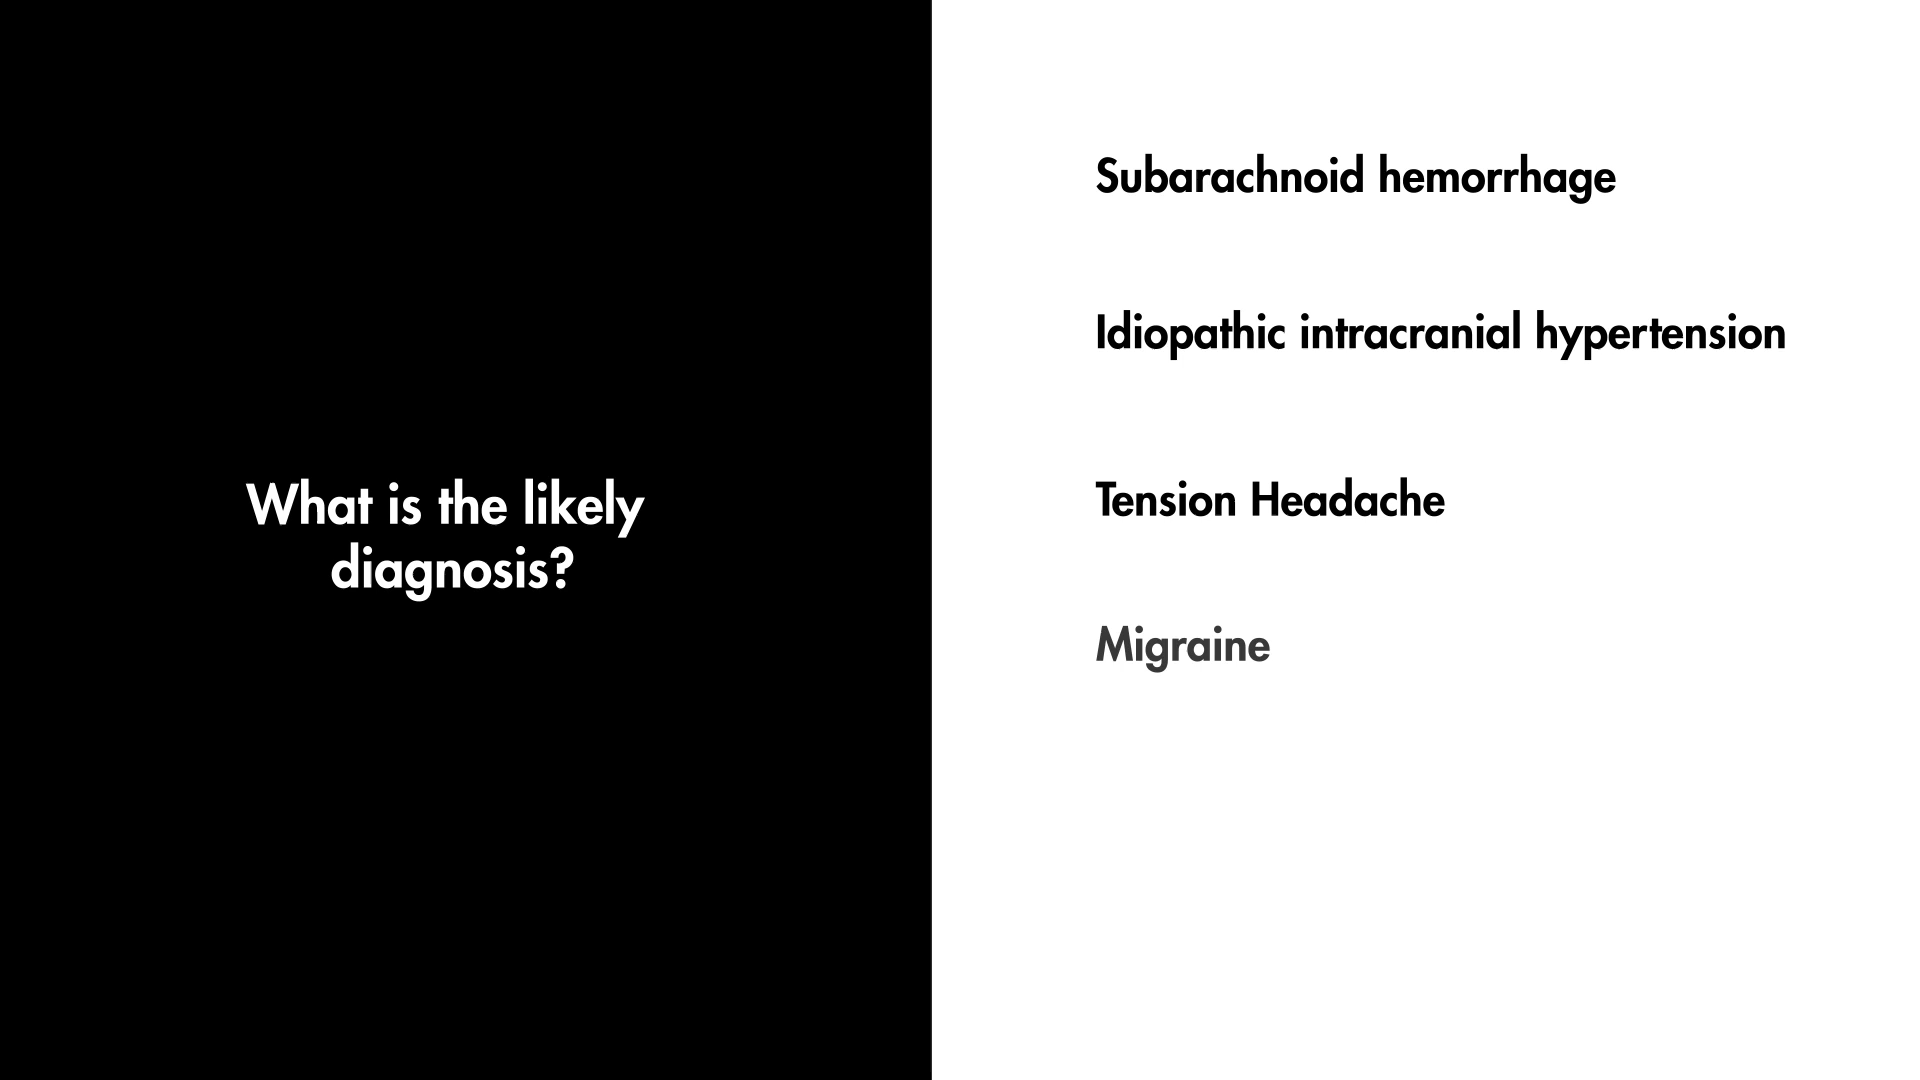 What is the likely
diagnosis?
Subarachnoid hemorrhage
Idiopathic intracranial hypertension
Tension Headache
Migraine